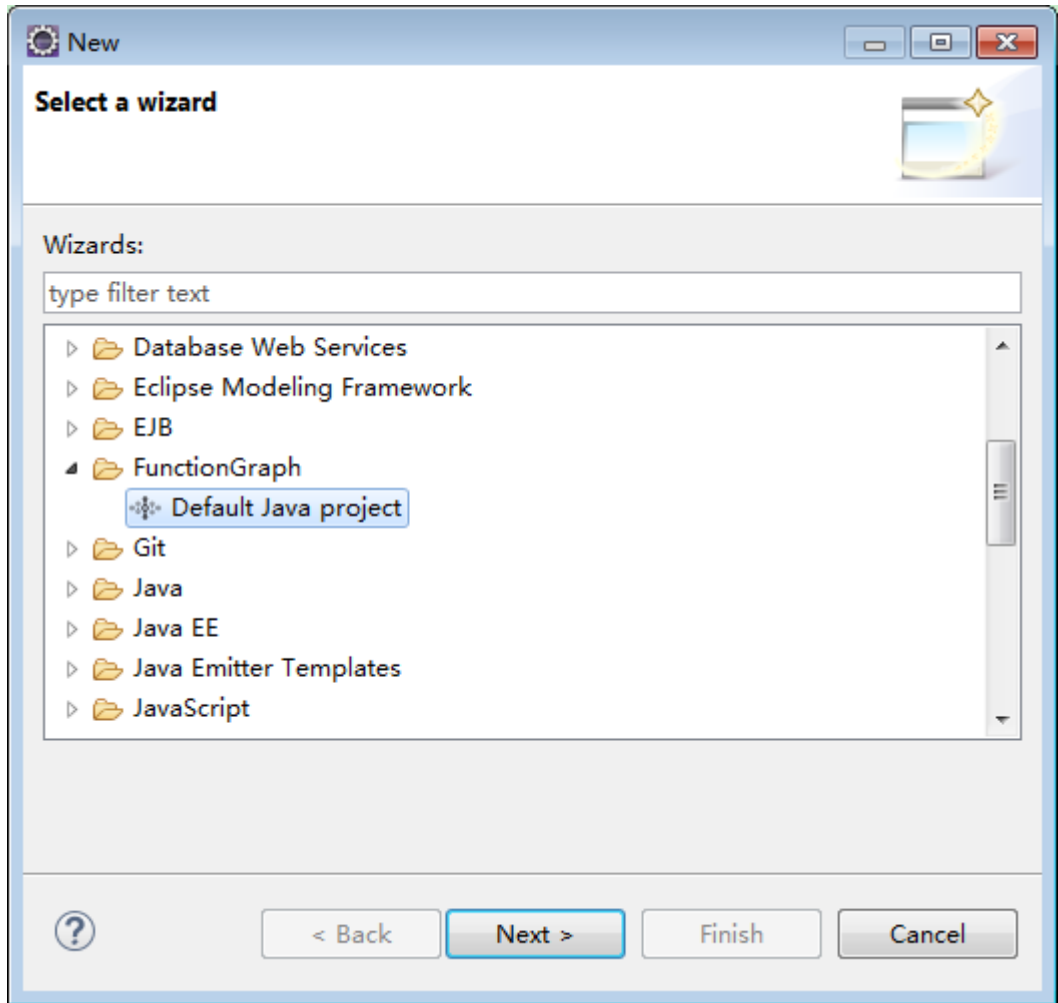 New
Select a wizard
Wizards:
type filter text
Database Web Services
Eclipse Modeling Framework
EJB
FunctionGraph
Default Java project
Git
Java
Java EE
Java Emitter Templates
JavaScript
?
< Back Next > Finish Cancel